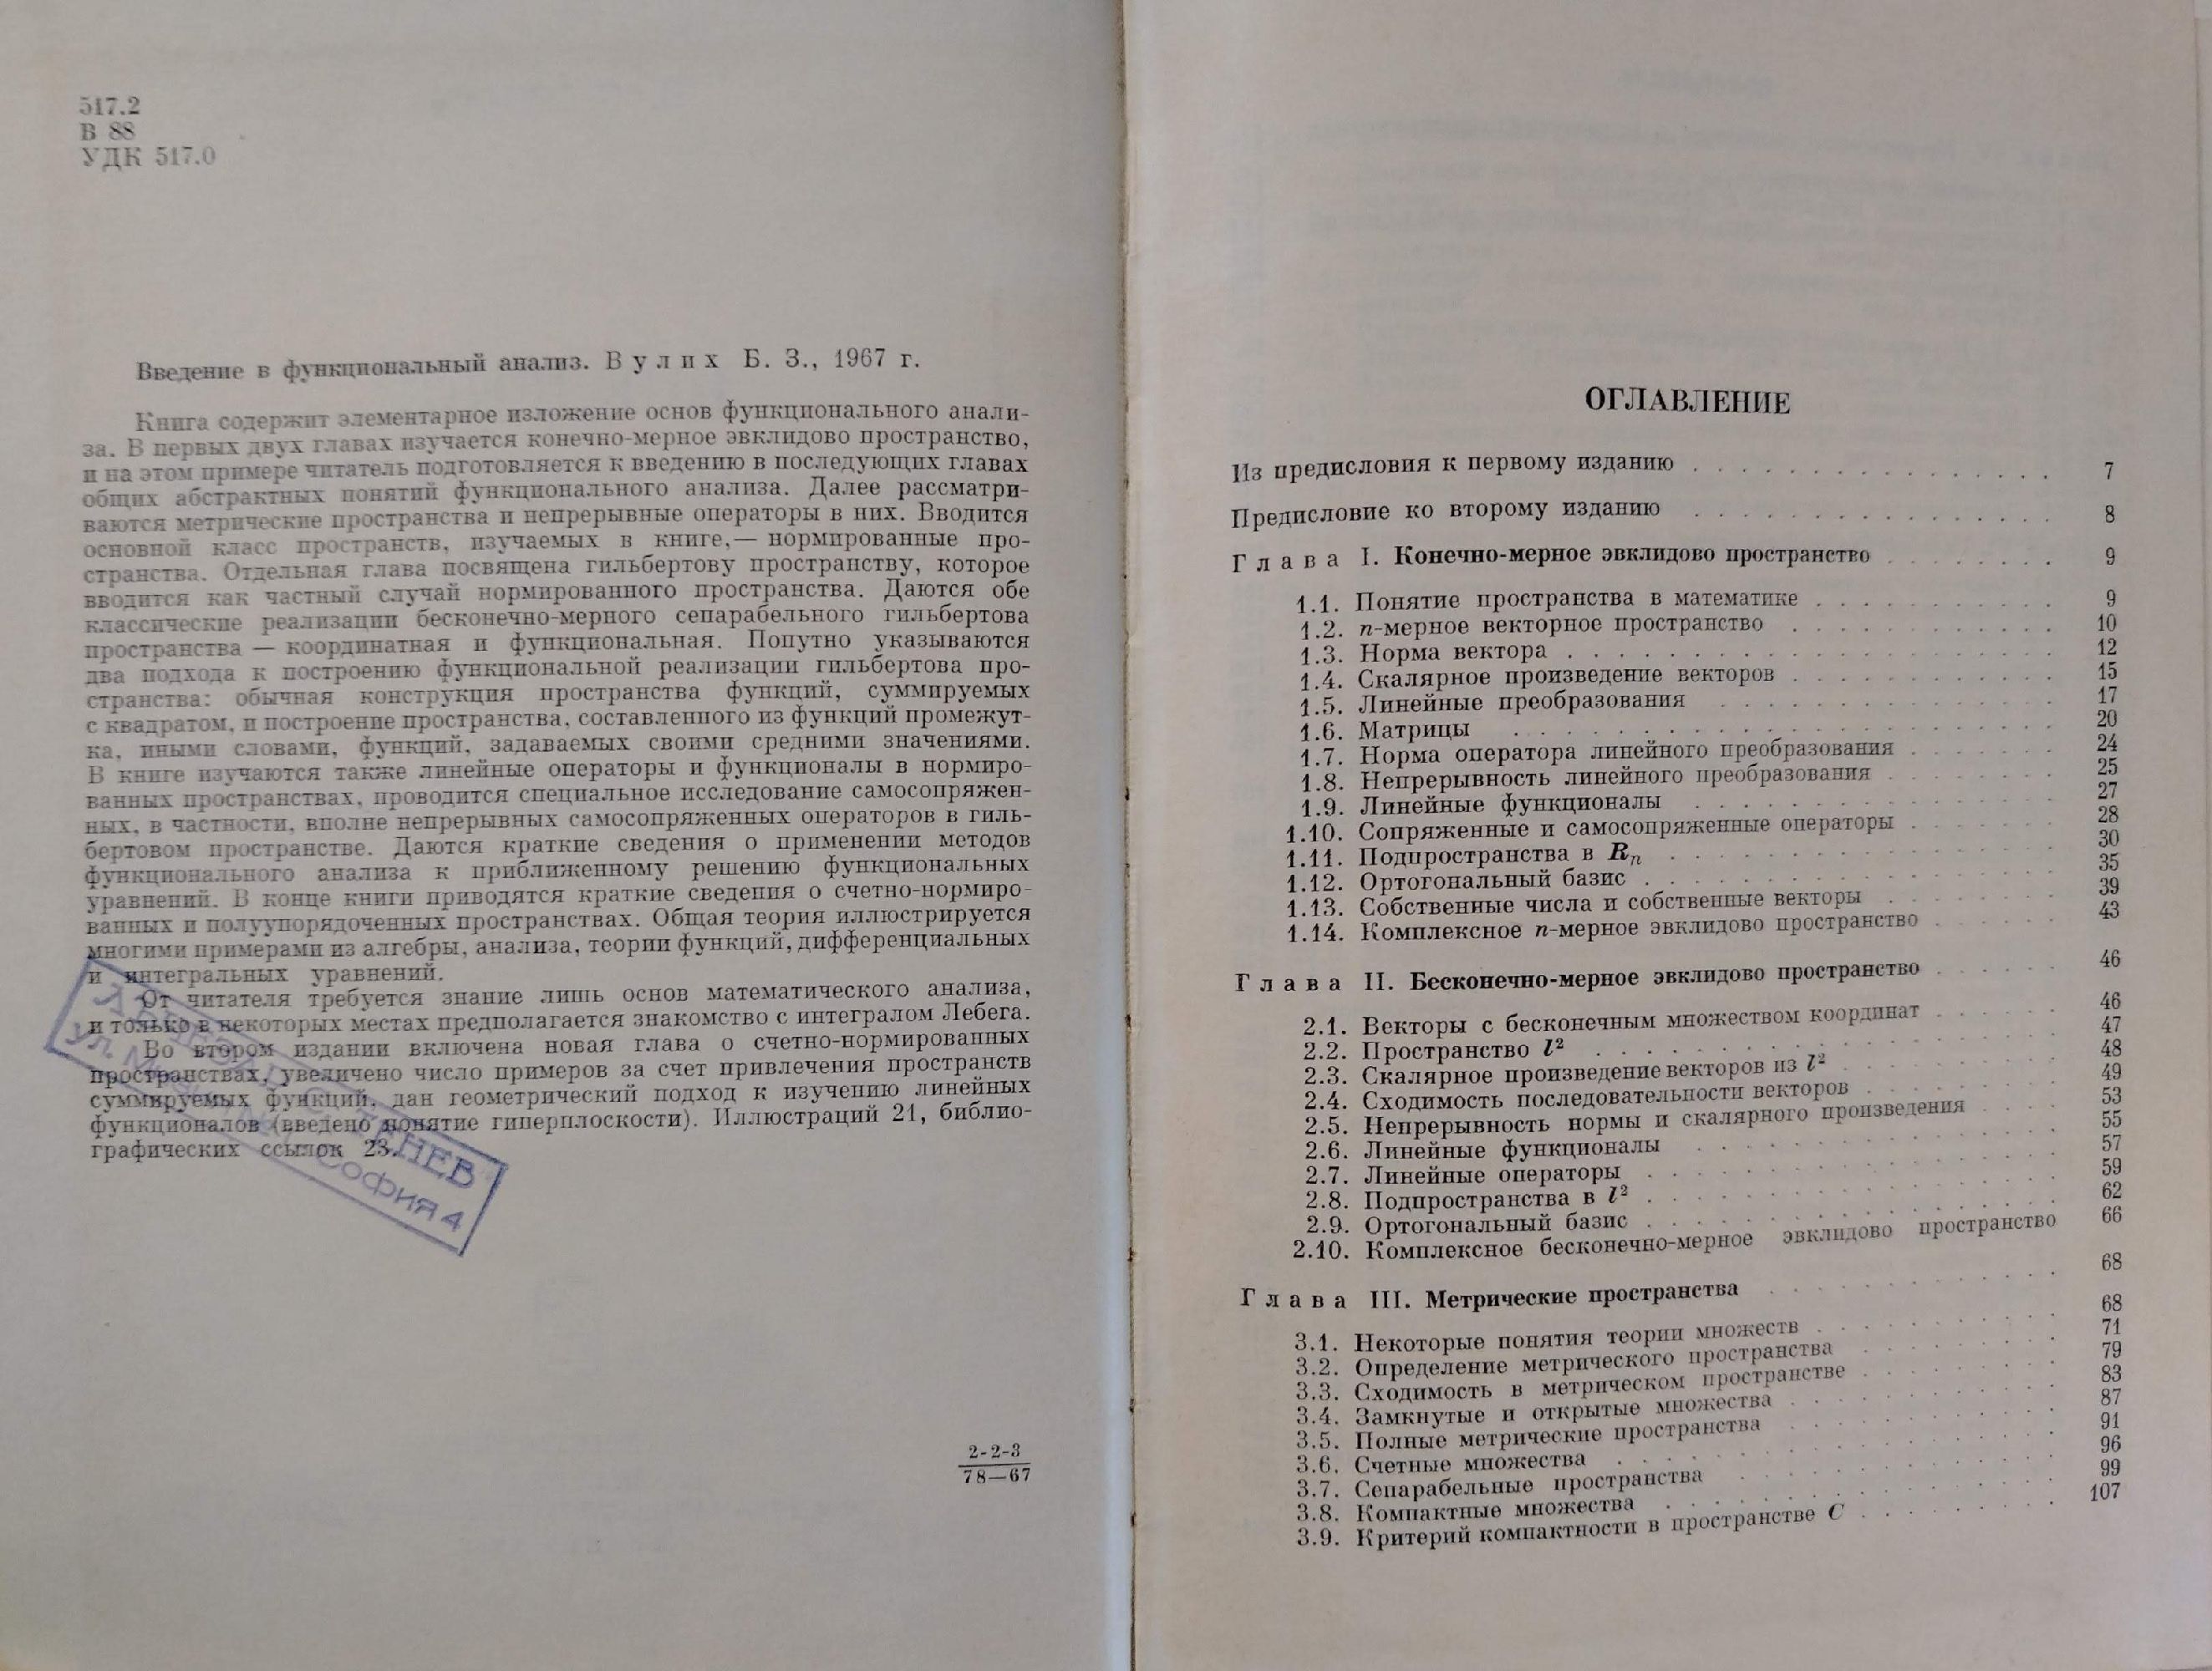 517.2
В 88
УДК 517.0
Введение в функциональный анализ. Вулих Б. З., 1967 г.
Книга содержит элементарное изложение основ функционального анали-
за. В первых двух главах изучается конечно-мерное эвклидово пространство,
и на этом примере читатель подготовляется к введению в последующих главах
общих абстрактных понятий функционального анализа. Далее рассматри-
ваются метрические пространства и непрерывные операторы в них. Вводится
основной класс пространств, изучаемых в книге,— нормированные про-
странства. Отдельная глава посвящена гильбертову пространству, которое
вводится как частный случай нормированного пространства. Даются обе
классические реализации бесконечно-мерного сепарабельного гильбертова
пространства — координатная и функциональная. Попутно указываются
два подхода к построению функциональной реализации гильбертова про-
странства: обычная конструкция пространства функций, суммируемых
с квадратом, и построение пространства, составленного из функций промежут-
ка, иными словами, функций, задаваемых своими средними значениями.
В книге изучаются также линейные операторы и функционалы в нормиро-
ванных пространствах, проводится специальное исследование самосопряжен-
ных, в частности, вполне непрерывных самосопряженных операторов в гиль-
бертовом пространстве. Даются краткие сведения о применении методов
функционального анализа к приближенному решению функциональных
уравнений. В конце книги приводятся краткие сведения о счетно-нормиро-
ванных и полуупорядоченных пространствах. Общая теория иллюстрируется
многими примерами из алгебры, анализа, теории функций, дифференциальных
и интегральных уравнений.
От читателя требуется знание лишь основ математического анализа,
и только в некоторых местах предполагается знакомство с интегралом Лебега.
Во втором издании включена новая глава о счетно-нормированных
пространствах, увеличено число примеров за счет привлечения пространств
суммируемых функций, дан геометрический подход к изучению линейных
функционалов (введено понятие гиперплоскости). Иллюстраций 21, библио-
графических ссылок 23.
София 4
2-2-3
78—67
ОГЛАВЛЕНИЕ
Из предисловия к первому изданию . . . . . . . . . . . . . . . 7
Предисловие ко второму изданию . . . . . . . . . . . . . . . 8
Глава I. Конечно-мерное эвклидово пространство . . . . . . . . 9
1.1. Понятие пространства в математике . . . . . . . . . . 9
1.2. n-мерное векторное пространство . . . . . . . . . . . 10
1.3. Норма вектора . . . . . . . . . . . . . . . . . . . . 12
1.4. Скалярное произведение векторов . . . . . . . . . . . 15
1.5. Линейные преобразования . . . . . . . . . . . . . . 17
1.6. Матрицы . . . . . . . . . . . . . . . . . . . . . . 20
1.7. Норма оператора линейного преобразования . . . . . . 24
1.8. Непрерывность линейного преобразования . . . . . . . 25
1.9. Линейные функционалы . . . . . . . . . . . . . . . 27
1.10. Сопряженные и самосопряженные операторы . . . . . . 28
1.11. Подпространства в Rn . . . . . . . . . . . . . . . . 30
1.12. Ортогональный базис . . . . . . . . . . . . . . . . 35
1.13. Собственные числа и собственные векторы . . . . . . . 39
1.14. Комплексное n-мерное эвклидово пространство . . . . . 43
Глава II. Бесконечно-мерное эвклидово пространство . . . . . . 46
2.1. Векторы с бесконечным множеством координат . . . . . 46
2.2. Пространство l² . . . . . . . . . . . . . . . . . . 47
2.3. Скалярное произведение векторов из l² . . . . . . . . 48
2.4. Сходимость последовательности векторов . . . . . . . 49
2.5. Непрерывность нормы и скалярного произведения . . . . 53
2.6. Линейные функционалы . . . . . . . . . . . . . . . 55
2.7. Линейные операторы . . . . . . . . . . . . . . . . 57
2.8. Подпространства в l² . . . . . . . . . . . . . . . . 59
2.9. Ортогональный базис . . . . . . . . . . . . . . . . 62
2.10. Комплексное бесконечно-мерное эвклидово пространство 66
Глава III. Метрические пространства . . . . . . . . . . . . 68
3.1. Некоторые понятия теории множеств . . . . . . . . . 68
3.2. Определение метрического пространства . . . . . . . . 71
3.3. Сходимость в метрическом пространстве . . . . . . . . 79
3.4. Замкнутые и открытые множества . . . . . . . . . . 83
3.5. Полные метрические пространства . . . . . . . . . . 87
3.6. Счетные множества . . . . . . . . . . . . . . . . . 91
3.7. Сепарабельные пространства . . . . . . . . . . . . . 96
3.8. Компактные множества . . . . . . . . . . . . . . . 99
3.9. Критерий компактности в пространстве C . . . . . . . . 107